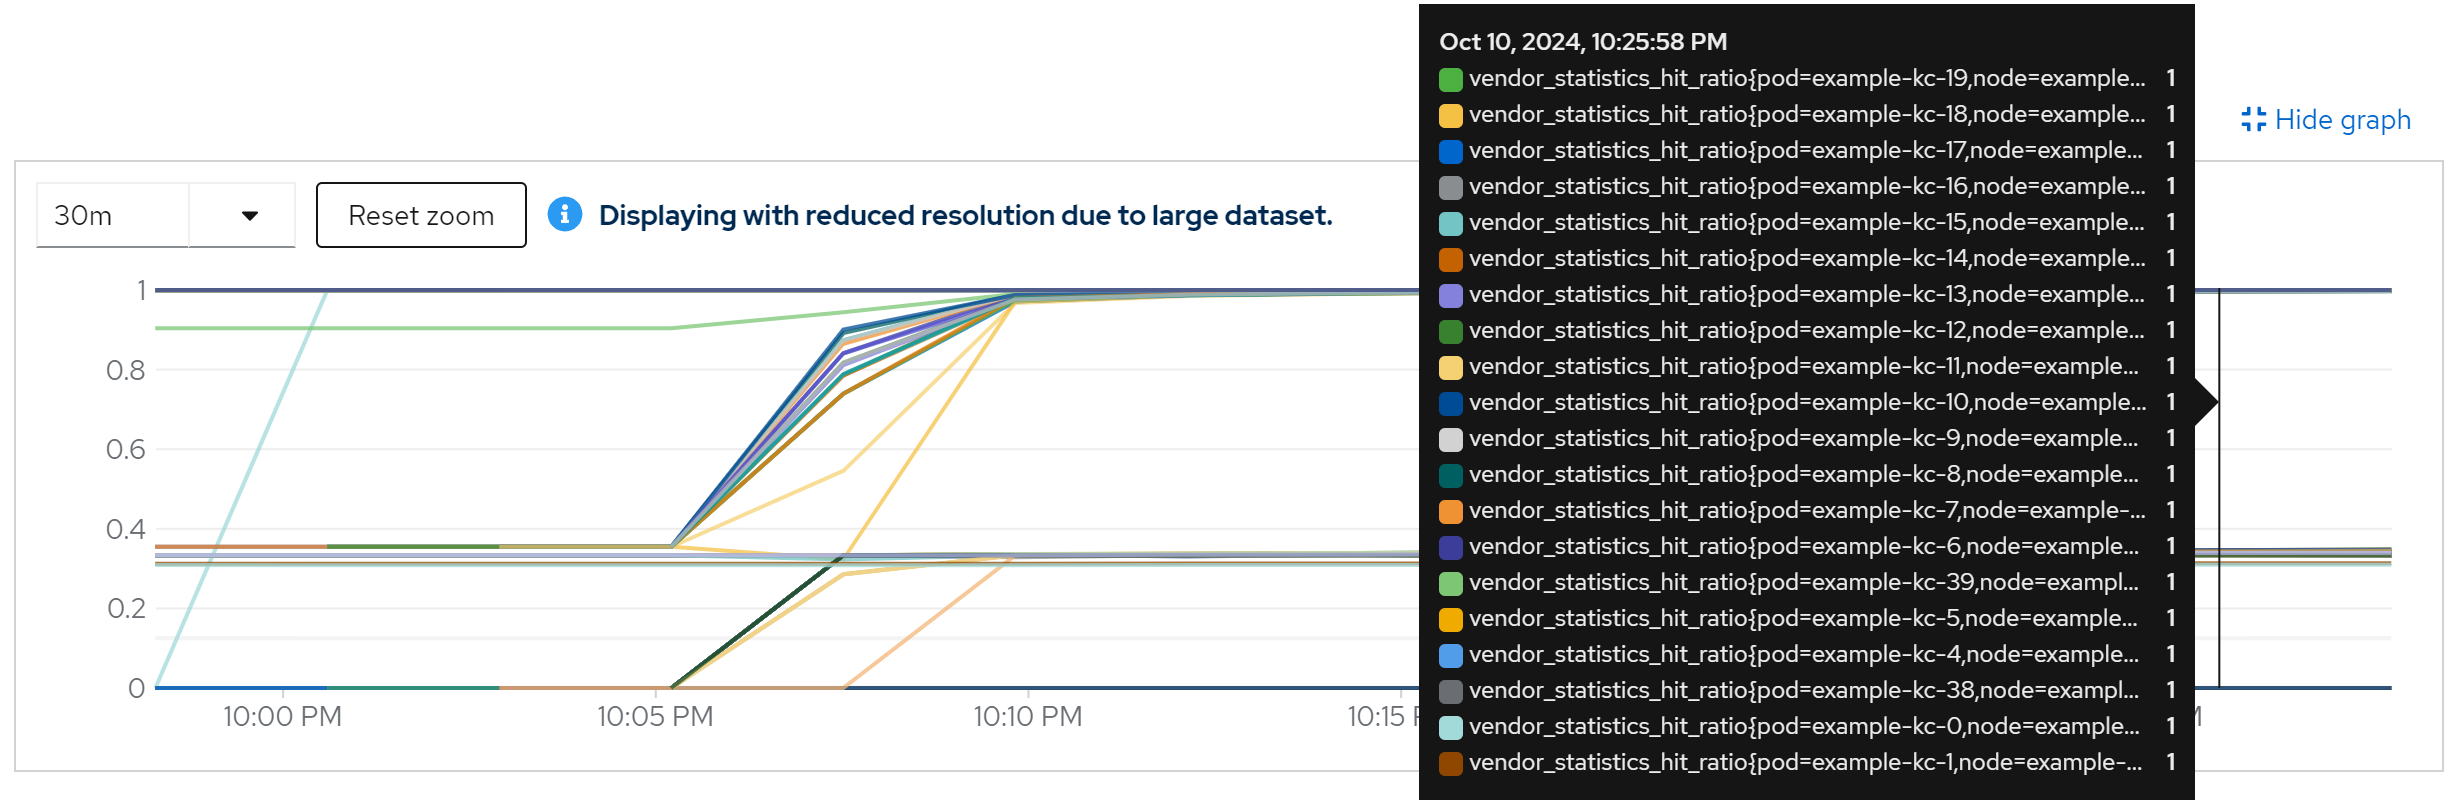 Oct 10, 2024, 10:25:58 PM
vendor_statistics_hit_ratio{pod=example-kc-19,node=example... 1
vendor_statistics_hit_ratio{pod=example-kc-18,node=example... 1
vendor_statistics_hit_ratio{pod=example-kc-17,node=example... 1
vendor_statistics_hit_ratio{pod=example-kc-16,node=example... 1
vendor_statistics_hit_ratio{pod=example-kc-15,node=example... 1
vendor_statistics_hit_ratio{pod=example-kc-14,node=example... 1
vendor_statistics_hit_ratio{pod=example-kc-13,node=example... 1
vendor_statistics_hit_ratio{pod=example-kc-12,node=example... 1
vendor_statistics_hit_ratio{pod=example-kc-11,node=example... 1
vendor_statistics_hit_ratio{pod=example-kc-10,node=example... 1
vendor_statistics_hit_ratio{pod=example-kc-9,node=example... 1
vendor_statistics_hit_ratio{pod=example-kc-8,node=example... 1
vendor_statistics_hit_ratio{pod=example-kc-7,node=example-... 1
vendor_statistics_hit_ratio{pod=example-kc-6,node=example... 1
vendor_statistics_hit_ratio{pod=example-kc-39,node=exampl... 1
vendor_statistics_hit_ratio{pod=example-kc-5,node=example... 1
vendor_statistics_hit_ratio{pod=example-kc-4,node=example... 1
vendor_statistics_hit_ratio{pod=example-kc-38,node=exampl... 1
vendor_statistics_hit_ratio{pod=example-kc-0,node=example... 1
vendor_statistics_hit_ratio{pod=example-kc-1,node=example-... 1
Hide graph
30m
Reset zoom
Displaying with reduced resolution due to large dataset.
1
0.8
0.6
0.4
0.2
0
10:00 PM
10:05 PM
10:10 PM
10:15